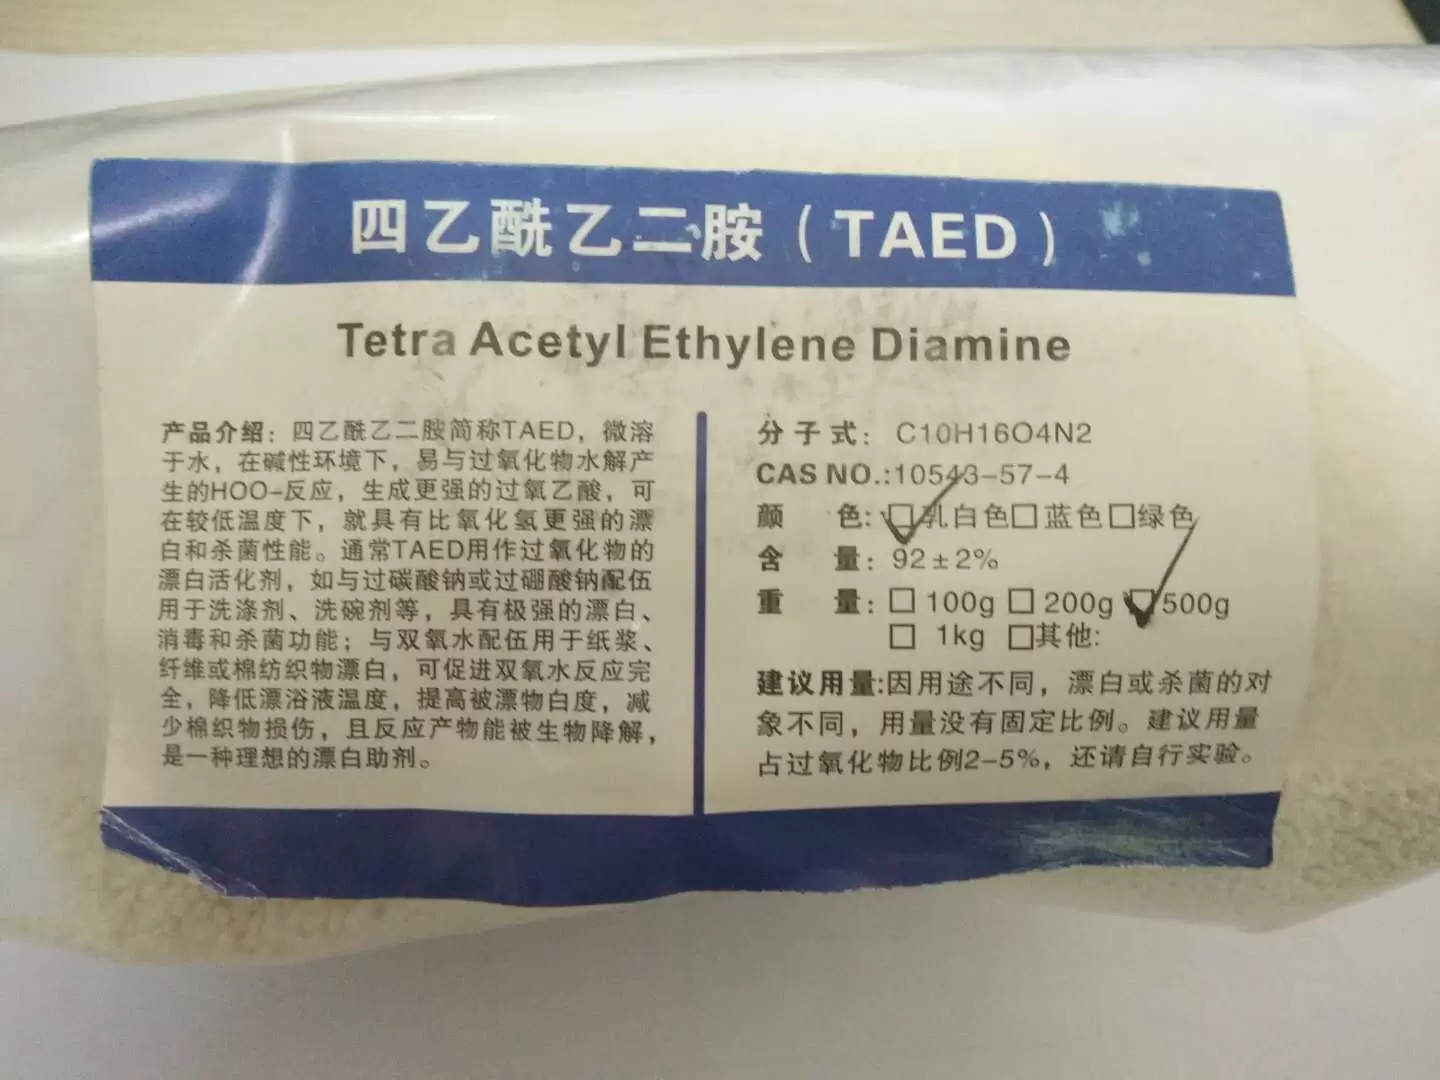 四乙酰乙二胺（TAED）
Tetra Acetyl Ethylene Diamine
产品介绍：四乙酰乙二胺简称TAED，微溶
于水，在碱性环境下，易与过氧化物水解产
生的HOO-反应，生成更强的过氧乙酸，可
在较低温度下，就具有比氧化氢更强的漂
白和杀菌性能。通常TAED用作过氧化物的
漂白活化剂，如与过碳酸钠或过硼酸钠配伍
用于洗涤剂、洗碗剂等，具有极强的漂白、
消毒和杀菌功能；与双氧水配伍用于纸浆、
纤维或棉纺织物漂白，可促进双氧水反应完
全，降低漂浴液温度，提高被漂物白度，减
少棉织物损伤，且反应产物能被生物降解，
是一种理想的漂白助剂。
分子式： C10H16O4N2
CAS NO.:10543-57-4
颜 色：□乳白色□蓝色□绿色
含 量：92±2%
重 量：□100g □200g □500g
□ 1kg □其他：
建议用量:因用途不同，漂白或杀菌的对
象不同，用量没有固定比例。建议用量
占过氧化物比例2-5%，还请自行实验。